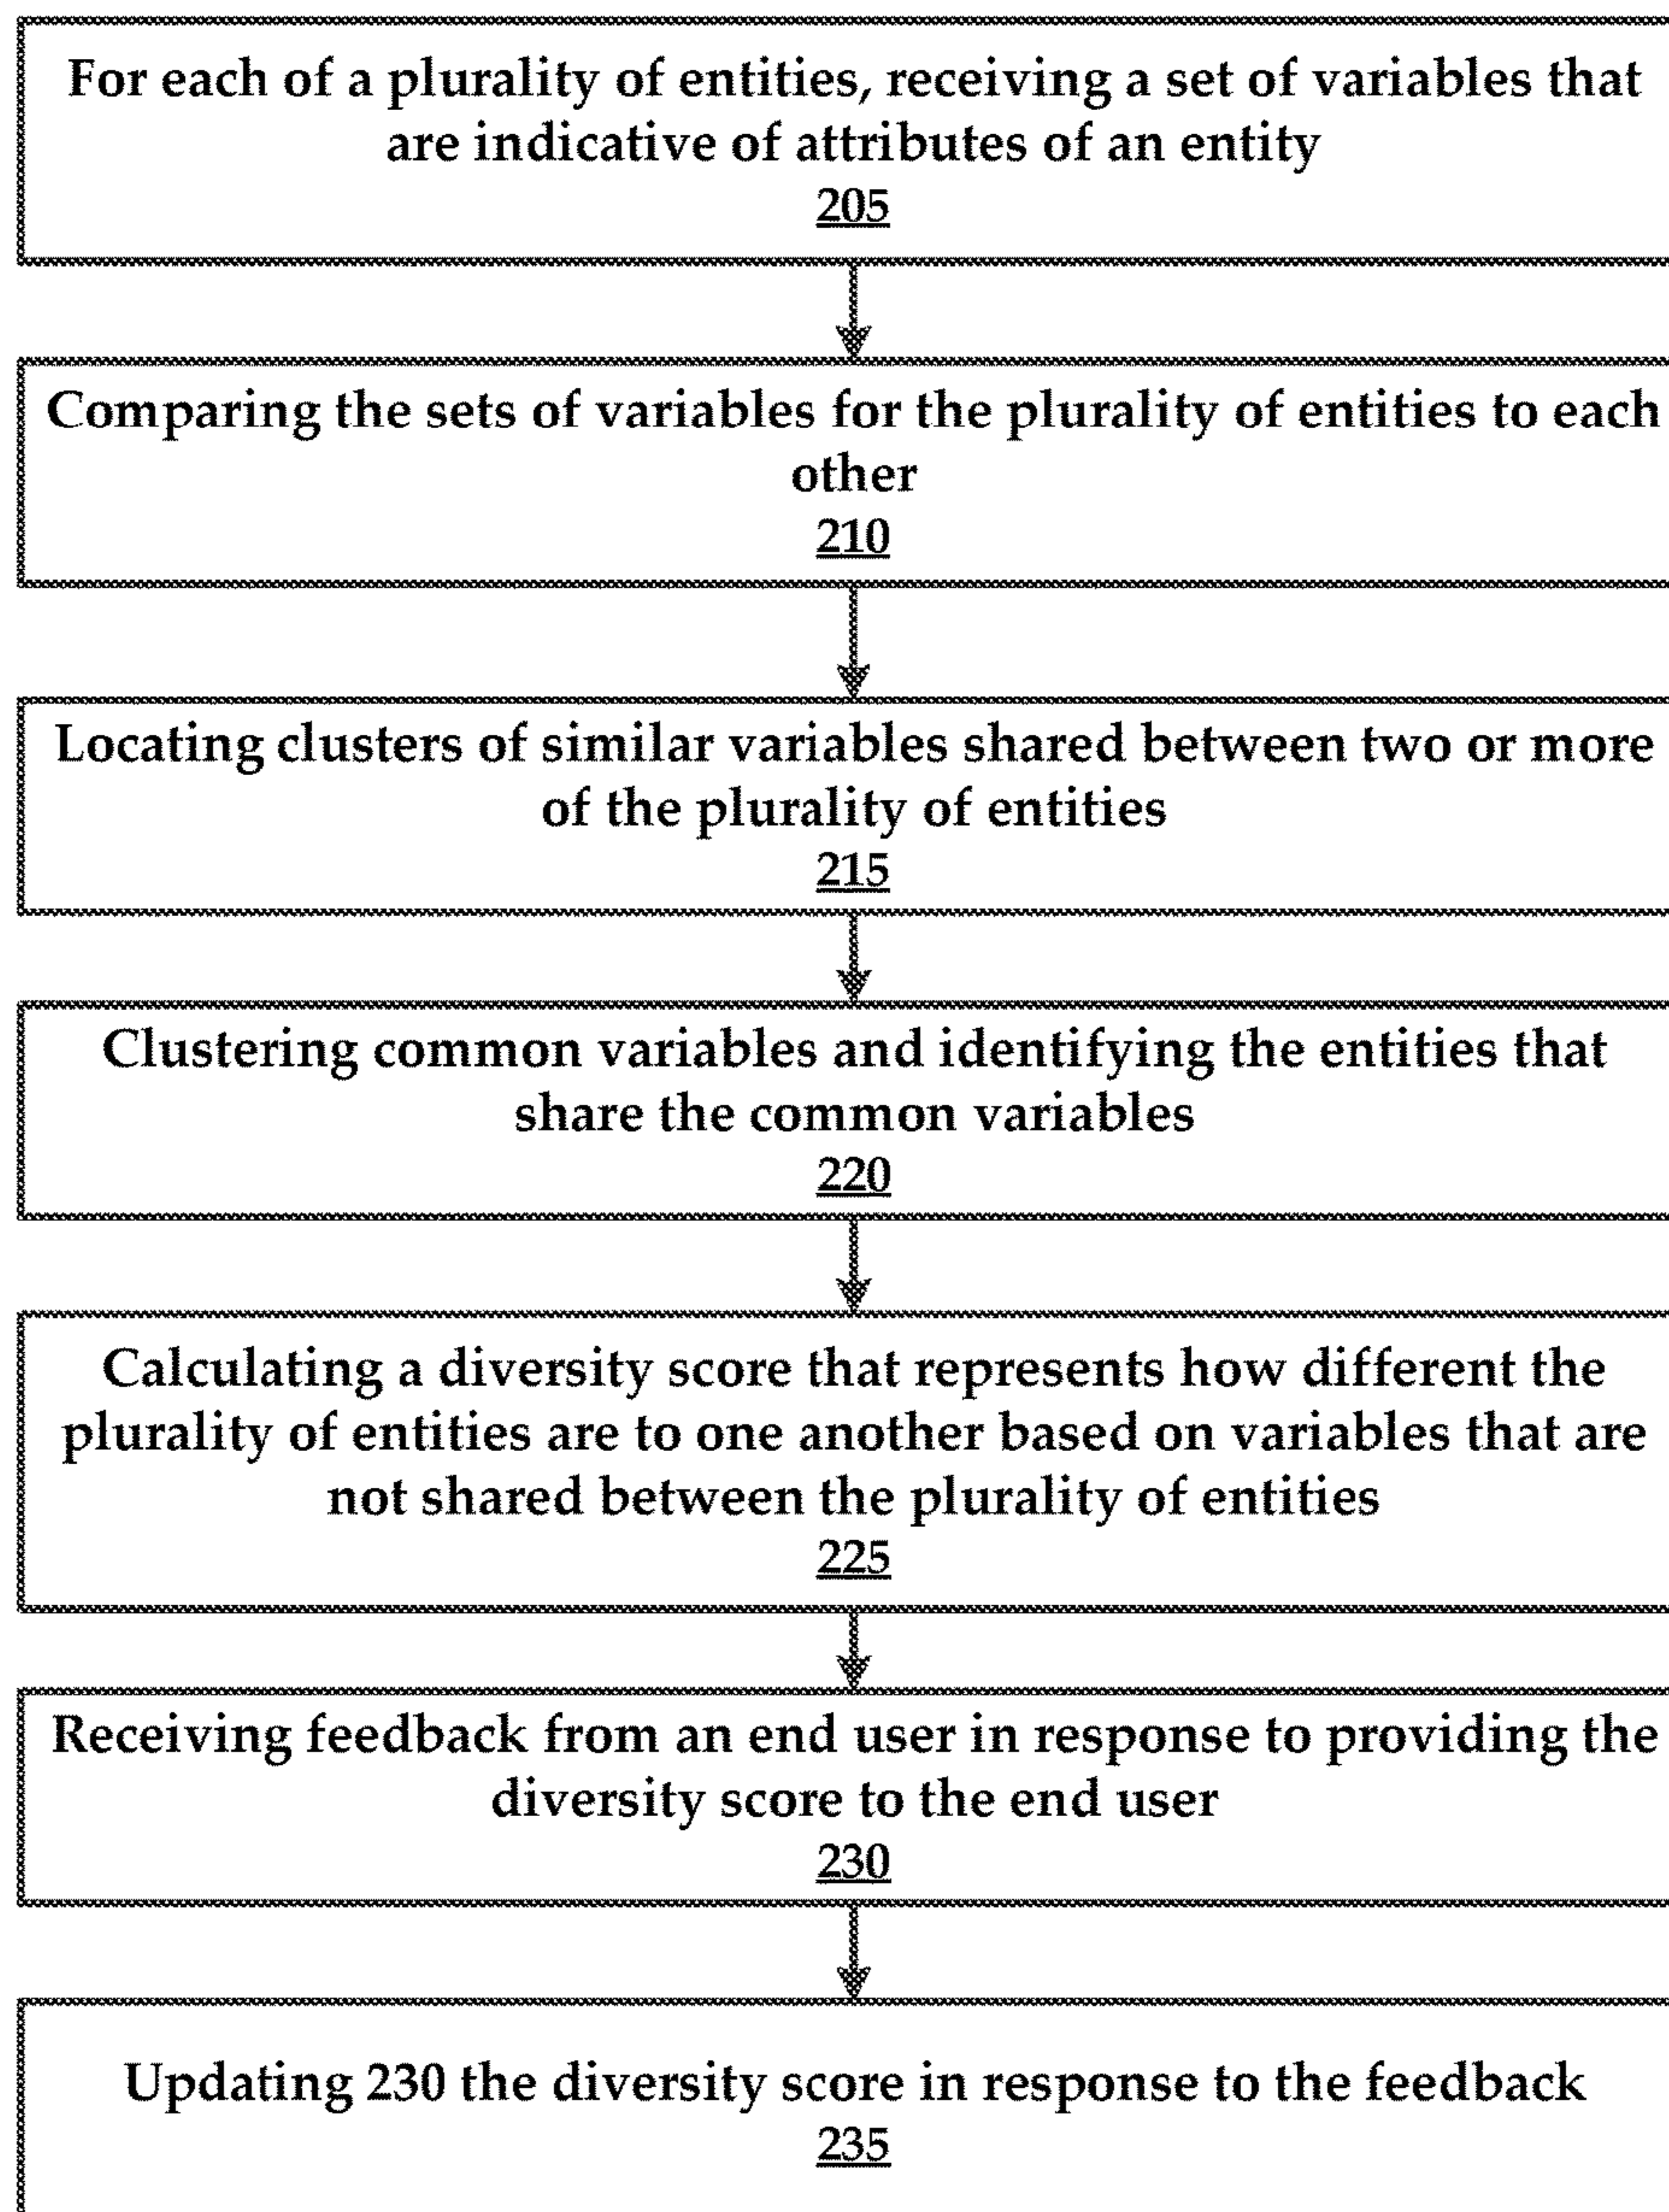 For each of a plurality of entities, receiving a set of variables that
are indicative of attributes of an entity
205
Comparing the sets of variables for the plurality of entities to each
other
210
Locating clusters of similar variables shared between two or more
of the plurality of entities
215
Clustering common variables and identifying the entities that
share the common variables
220
Calculating a diversity score that represents how different the
plurality of entities are to one another based on variables that are
not shared between the plurality of entities
225
Receiving feedback from an end user in response to providing the
diversity score to the end user
230
Updating 230 the diversity score in response to the feedback
235